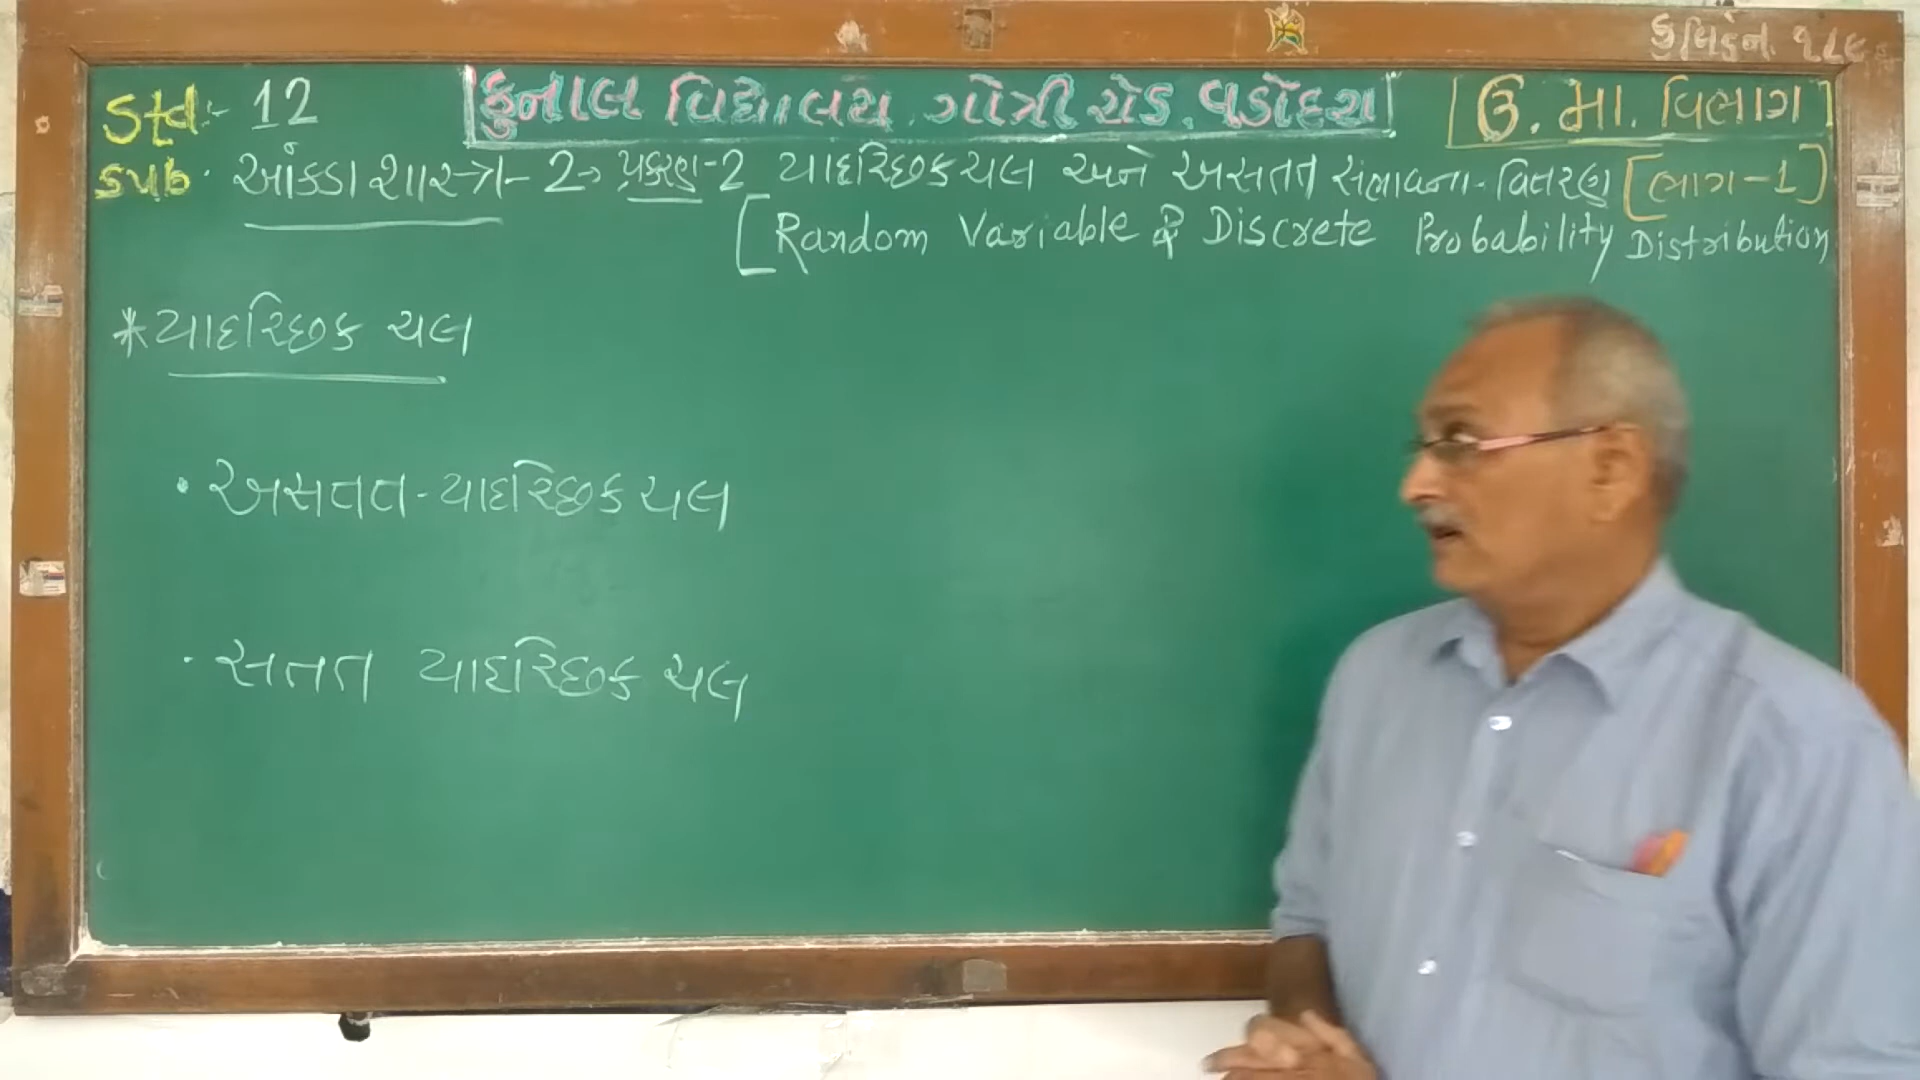 Std:- 12
કુનાલ વિદ્યાલય. ગોત્રી રોડ. વડોદરા
ઉ. મા. વિભાગ
Sub. આંકડાશાસ્ત્ર-2→ પ્રકરણ-2 યાદચ્છિક ચલ અને અસતત સંભાવના-વિતરણ [ભાગ-1]
[Random Variable & Discrete Probability Distribution
*યાદચ્છિક ચલ
· અસતત-યાદચ્છિક ચલ
· સતત યાદચ્છિક ચલ